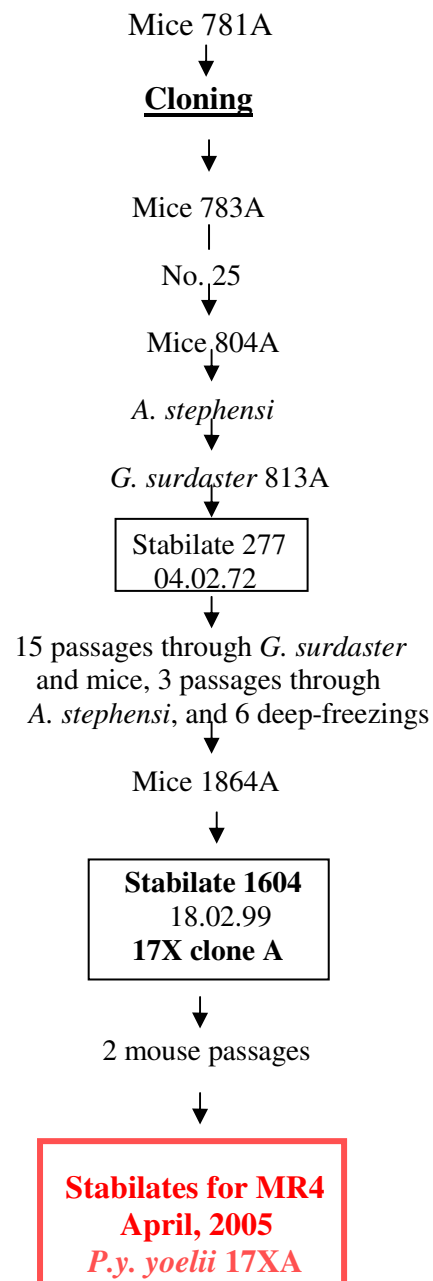 Mice 781A
Cloning
Mice 783A
No. 25
Mice 804A
A. stephensi
G. surdaster 813A
Stabilate 277
04.02.72
15 passages through G. surdaster
and mice, 3 passages through
A. stephensi, and 6 deep-freezings
Mice 1864A
Stabilate 1604
18.02.99
17X clone A
2 mouse passages
Stabilates for MR4
April, 2005
P.y. yoelii 17XA